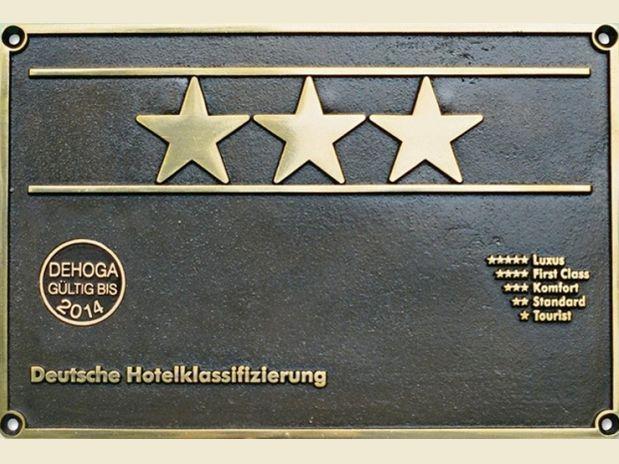 DEHOGA
GÜLTIG BIS
2014
★★★★★ Luxus
★★★★ First Class
★★★ Komfort
★★ Standard
★ Tourist
Deutsche Hotelklassifizierung